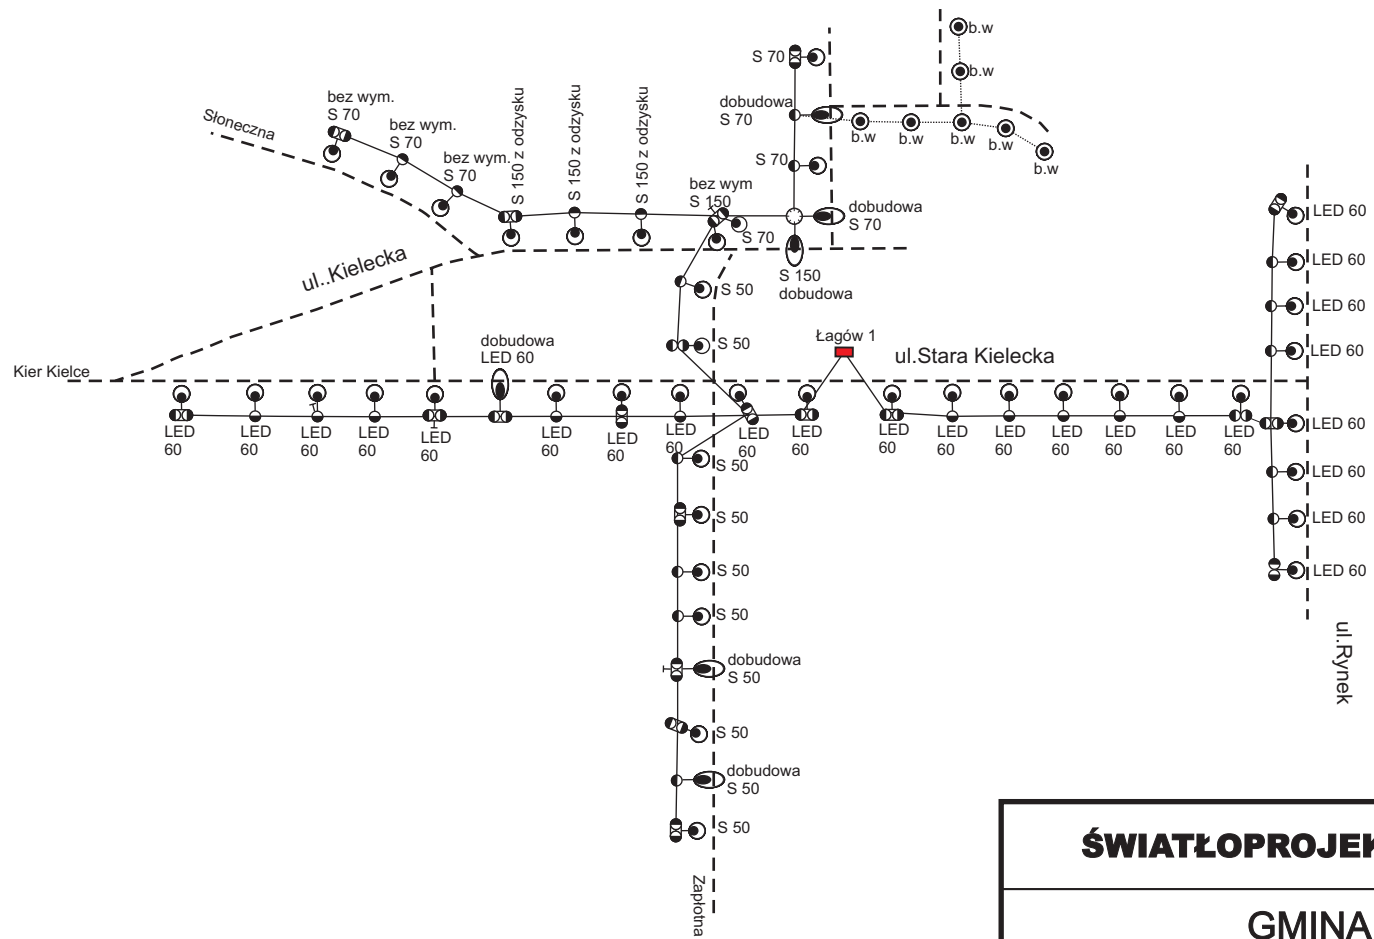 b.w
b.w
S 70
dobudowa
S 70
b.w
b.w
b.w
b.w
b.w
S 70
bez wym.
S 70
Słoneczna
bez wym.
S 70
bez wym.
S 70
S 150 z odzysku
S 150 z odzysku
S 150 z odzysku
bez wym
S 150
S 70
dobudowa
S 70
S 150
dobudowa
ul..Kielecka
S 50
S 50
dobudowa
LED 60
Łagów 1
ul.Stara Kielecka
Kier Kielce
LED
60
LED
60
LED
60
LED
60
LED
60
LED
60
LED
60
LED
60
LED
60
LED
60
LED
60
LED
60
LED
60
LED
60
LED
60
LED
60
LED 60
LED 60
LED 60
LED 60
LED 60
LED 60
LED 60
LED 60
S 50
S 50
S 50
S 50
dobudowa
S 50
S 50
dobudowa
S 50
S 50
Zapłotna
ul.Rynek
ŚWIATŁOPROJEK
GMINA